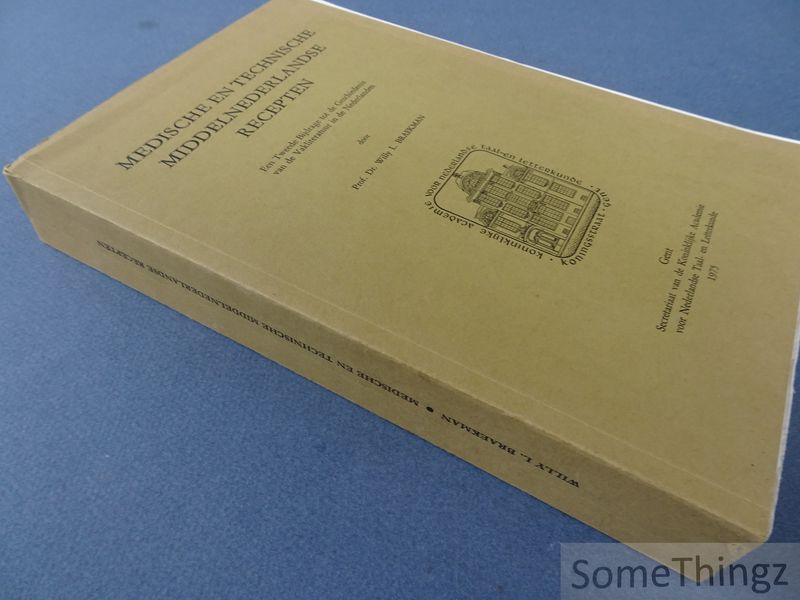 MEDISCHE EN TECHNISCHE
MIDDELNEDERLANDSE
RECEPTEN
Een Tweede Bijdrage tot de Geschiedenis
van de Vakliteratuur in de Nederlanden
door
Prof. Dr. Willy L. BRAEKMAN
koninklijke academie voor nederlandse taal-en letterkunde ·
koningsstraat · gent ·
Gent
Secretariaat van de Koninklijke Academie
voor Nederlandse Taal- en Letterkunde
1975
WILLY L. BRAEKMAN ● MEDISCHE EN TECHNISCHE MIDDELNEDERLANDSE RECEPTEN
SomeThingz